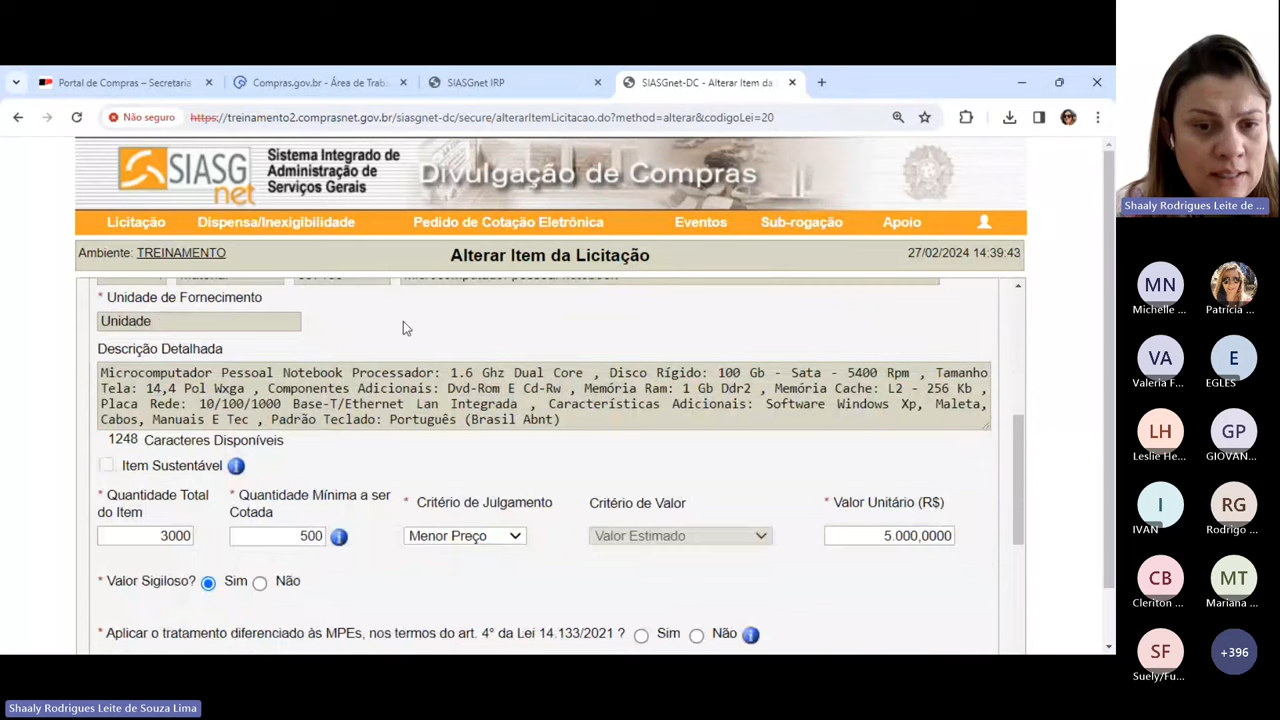 Portal de Compras – Secretaria
Compras.gov.br - Área de Trab
SIASGnet IRP
SIASGnet-DC - Alterar Item da
Não seguro
https://treinamento2.comprasnet.gov.br/siasgnet-dc/secure/alterarItemLicitacao.do?method=alterar&codigoLei=20
SIASG
net
Sistema Integrado de
Administração de
Serviços Gerais
Divulgação de Compras
Licitação
Dispensa/Inexigibilidade
Pedido de Cotação Eletrônica
Eventos
Sub-rogação
Apoio
Ambiente: TREINAMENTO
Alterar Item da Licitação
27/02/2024 14:39:43
* Unidade de Fornecimento
Unidade
Descrição Detalhada
Microcomputador Pessoal Notebook Processador: 1.6 Ghz Dual Core , Disco Rígido: 100 Gb - Sata - 5400 Rpm , Tamanho
Tela: 14,4 Pol Wxga , Componentes Adicionais: Dvd-Rom E Cd-Rw , Memória Ram: 1 Gb Ddr2 , Memória Cache: L2 - 256 Kb ,
Placa Rede: 10/100/1000 Base-T/Ethernet Lan Integrada , Características Adicionais: Software Windows Xp, Maleta,
Cabos, Manuais E Tec , Padrão Teclado: Português (Brasil Abnt)
1248 Caracteres Disponíveis
Item Sustentável
* Quantidade Total
do Item
* Quantidade Mínima a ser
Cotada
* Critério de Julgamento
Critério de Valor
* Valor Unitário (R$)
3000
500
Menor Preço
Valor Estimado
5.000,0000
* Valor Sigiloso? Sim Não
* Aplicar o tratamento diferenciado às MPEs, nos termos do art. 4° da Lei 14.133/2021 ? Sim Não
Shaaly Rodrigues Leite de ...
MN
Michelle ...
Patrícia ...
VA
Valeria F...
E
EGLES
LH
Leslie He...
GP
GIOVAN...
I
IVAN
RG
Rodrigo ...
CB
Cleriton ...
MT
Mariana ...
SF
Suely/Fu...
+396
Shaaly Rodrigues Leite de Souza Lima